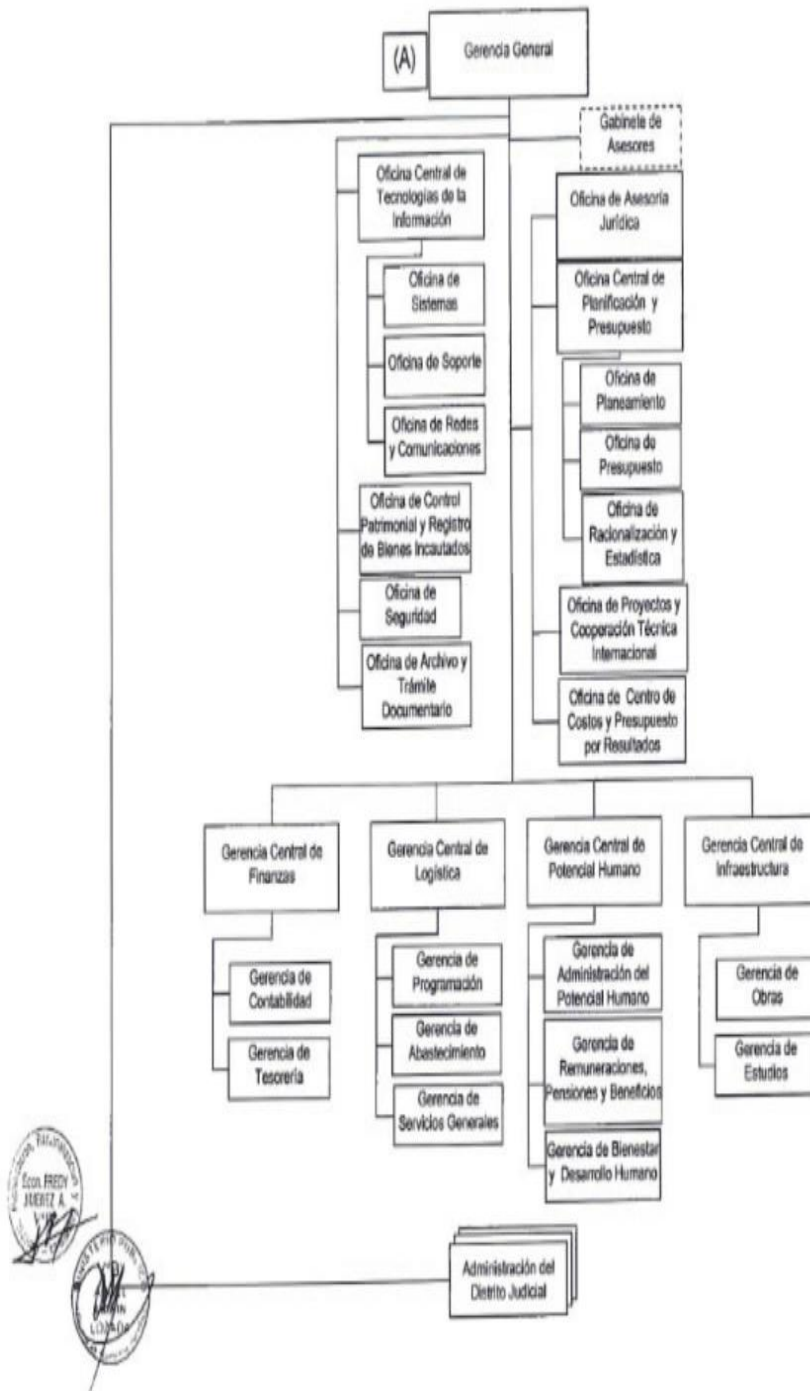 (A)
Gerencia General
Gabinete de
Asesores
Oficina Central de
Tecnologías de la
Información
Oficina de
Sistemas
Oficina de Soporte
Oficina de Redes
y Comunicaciones
Oficina de Control
Patrimonial y Registro
de Bienes Incautados
Oficina de
Seguridad
Oficina de Archivo y
Trámite
Documentario
Oficina de Asesoría
Jurídica
Oficina Central de
Planificación y
Presupuesto
Oficina de
Planeamiento
Oficina de
Presupuesto
Oficina de
Racionalización y
Estadística
Oficina de Proyectos y
Cooperación Técnica
Internacional
Oficina de Centro de
Costos y Presupuesto
por Resultados
Gerencia Central de
Finanzas
Gerencia de
Contabilidad
Gerencia de
Tesorería
Gerencia Central de
Logística
Gerencia de
Programación
Gerencia de
Abastecimiento
Gerencia de
Servicios Generales
Gerencia Central de
Potencial Humano
Gerencia de
Administración del
Potencial Humano
Gerencia de
Remuneraciones,
Pensiones y Beneficios
Gerencia de Bienestar
y Desarrollo Humano
Gerencia Central de
Infraestructura
Gerencia de
Obras
Gerencia de
Estudios
Administración del
Distrito Judicial
Econ. FREDY
LOZADA